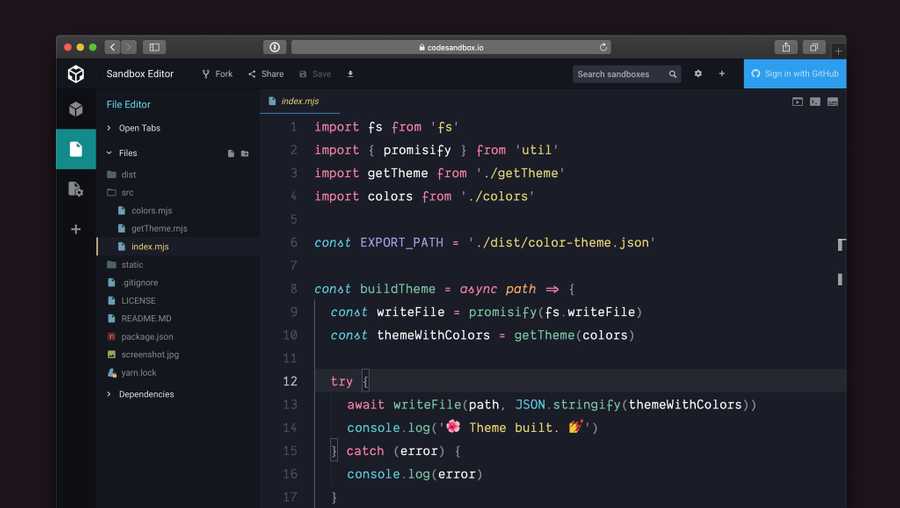 codesandbox.io
Sandbox Editor
Fork
Share
Save
Search sandboxes
Sign in with GitHub
File Editor
Open Tabs
Files
dist
src
colors.mjs
getTheme.mjs
index.mjs
static
.gitignore
LICENSE
README.MD
package.json
screenshot.jpg
yarn.lock
Dependencies
index.mjs
1 import fs from 'fs'
2 import { promisify } from 'util'
3 import getTheme from './getTheme'
4 import colors from './colors'
5
6 const EXPORT_PATH = './dist/color-theme.json'
7
8 const buildTheme = async path ⇒ {
9 const writeFile = promisify(fs.writeFile)
10 const themeWithColors = getTheme(colors)
11
12 try {
13 await writeFile(path, JSON.stringify(themeWithColors))
14 console.log('🌺 Theme built. 💅')
15 } catch (error) {
16 console.log(error)
17 }